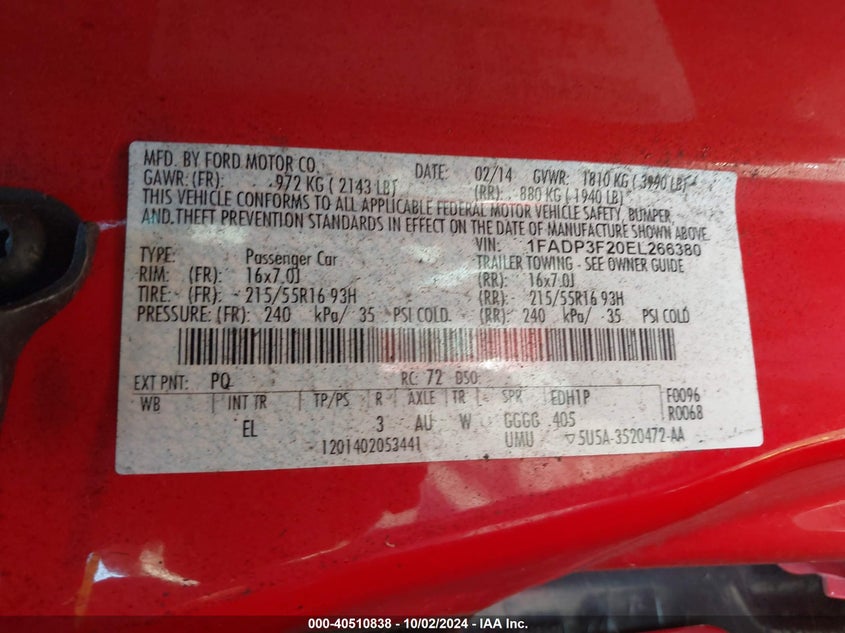 MFD. BY FORD MOTOR CO. DATE: 02/14 GVWR: 1810 KG ( 3990 LB)
GAWR: (FR): 972 KG ( 2143 LB) (RR): 880 KG ( 1940 LB)
THIS VEHICLE CONFORMS TO ALL APPLICABLE FEDERAL MOTOR VEHICLE SAFETY, BUMPER,
AND THEFT PREVENTION STANDARDS IN EFFECT ON THE DATE OF MANUFACTURE SHOWN ABOVE.
VIN: 1FADP3F20EL266380
TYPE: Passenger Car TRAILER TOWING - SEE OWNER GUIDE
RIM: (FR): 16x7.0J (RR): 16x7.0J
TIRE: (FR): 215/55R16 93H (RR): 215/55R16 93H
PRESSURE: (FR): 240 kPa/ 35 PSI COLD. (RR): 240 kPa/ 35 PSI COLD
EXT PNT: PQ RC: 72 DSO:
WB INT TR TP/PS R AXLE TR SPR EDH1P F0096
EL 3 AU W GGGG 405 R0068
1201402053441 UMU ▽5U5A-3520472-AA
000-40510838 - 10/02/2024 - IAAI Inc.